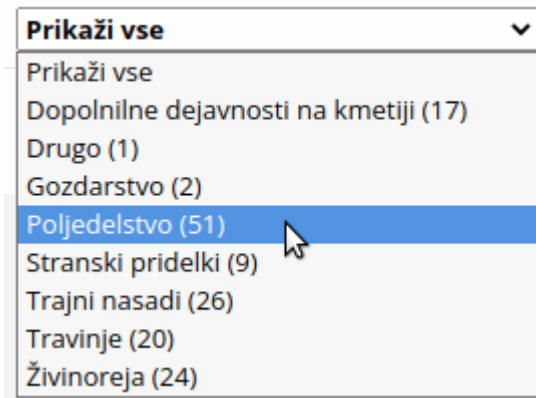 Prikaži vse
Prikaži vse
Dopolnilne dejavnosti na kmetiji (17)
Drugo (1)
Gozdarstvo (2)
Poljedelstvo (51)
Stranski pridelki (9)
Trajni nasadi (26)
Travinje (20)
Živinoreja (24)